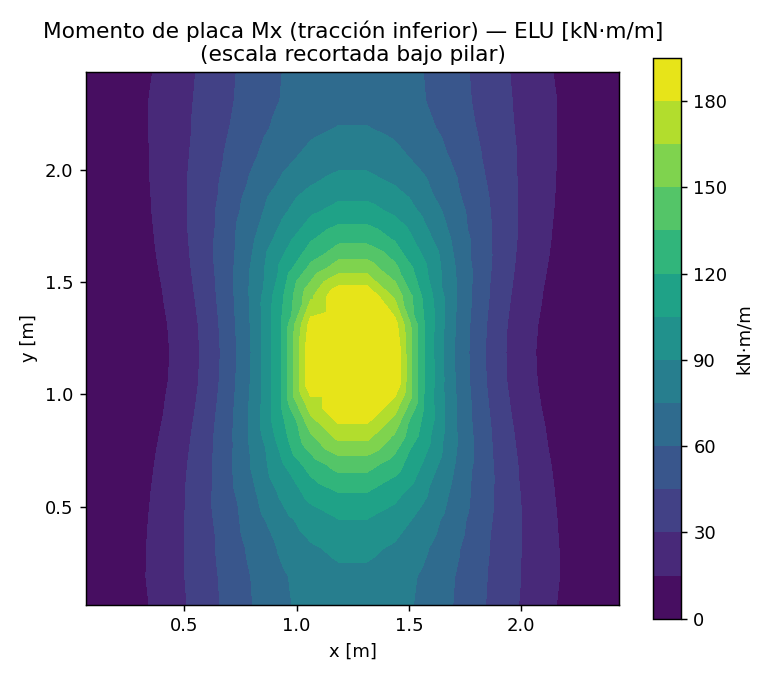 Momento de placa Mx (tracción inferior) — ELU [kN·m/m]
(escala recortada bajo pilar)
2.0
1.5
1.0
0.5
y [m]
0.5 1.0 1.5 2.0
x [m]
180
150
120
90
60
30
0
kN·m/m